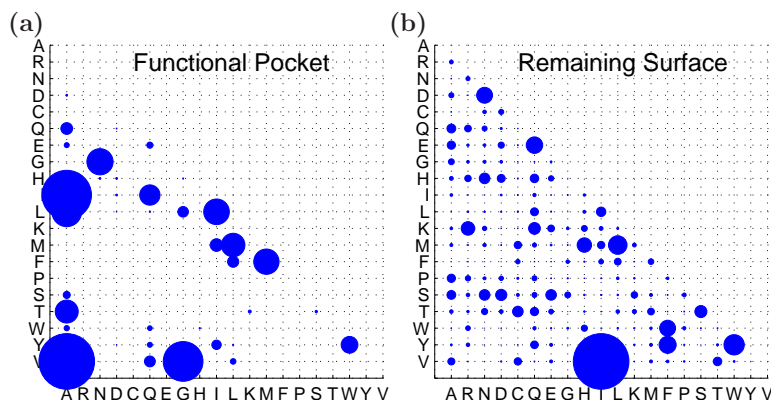 (a)
Functional Pocket
A
R
N
D
C
Q
E
G
H
I
L
K
M
F
P
S
T
W
Y
V
A R N D C Q E G H I L K M F P S T W Y V
(b)
Remaining Surface
A
R
N
D
C
Q
E
G
H
I
L
K
M
F
P
S
T
W
Y
V
A R N D C Q E G H I L K M F P S T W Y V